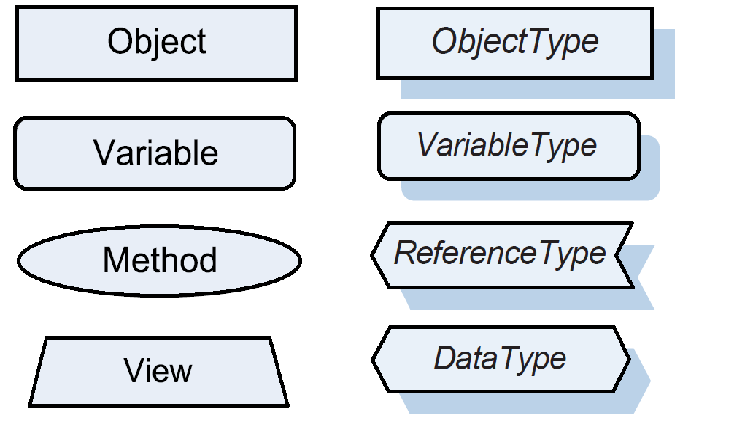 Object
ObjectType
Variable
VariableType
Method
ReferenceType
View
DataType